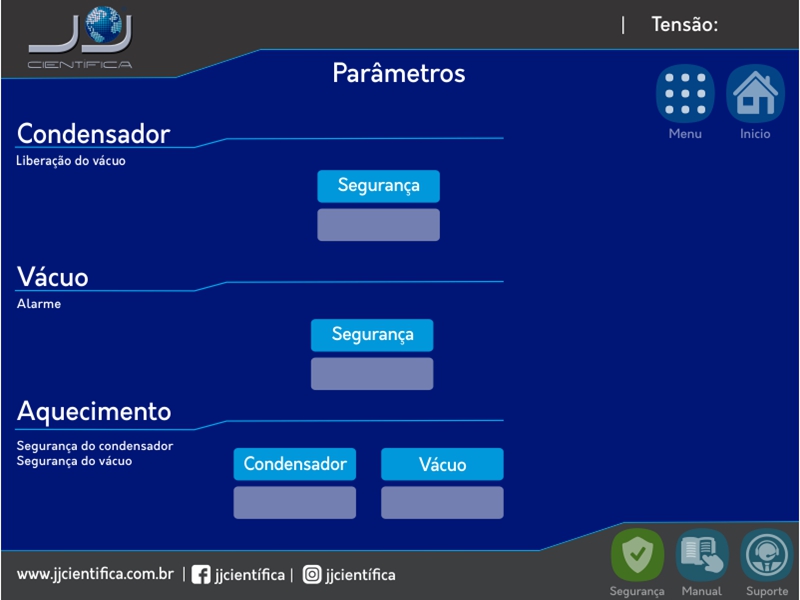 JJ
CIENTÍFICA
| Tensão:
Parâmetros
Menu
Inicio
Condensador
Liberação do vácuo
Segurança
Vácuo
Alarme
Segurança
Aquecimento
Segurança do condensador
Segurança do vácuo
Condensador
Vácuo
www.jjcientifica.com.br | jjcientífica | jjcientífica
Segurança
Manual
Suporte